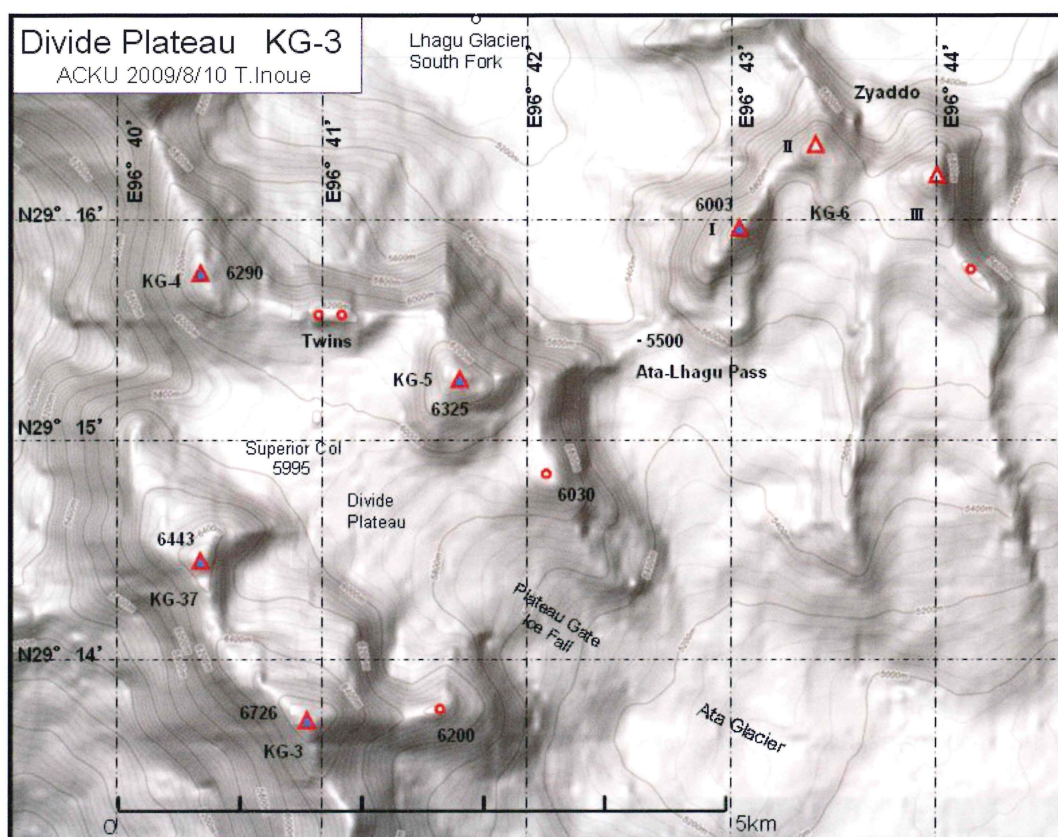 Divide Plateau KG-3
ACKU 2009/8/10 T.Inoue
Lhagu Glacier
South Fork
E96° 40'
E96° 41'
E96° 42'
E96° 43'
E96° 44'
Zyaddo
II
6003
I
KG-6
III
N29° 16'
KG-4
6290
Twins
- 5500
Ata-Lhagu Pass
KG-5
6325
N29° 15'
Superior Col
5995
6030
Divide
Plateau
6443
KG-37
Plateau Gate
Ice Fall
N29° 14'
6726
KG-3
6200
Ata Glacier
0
5km